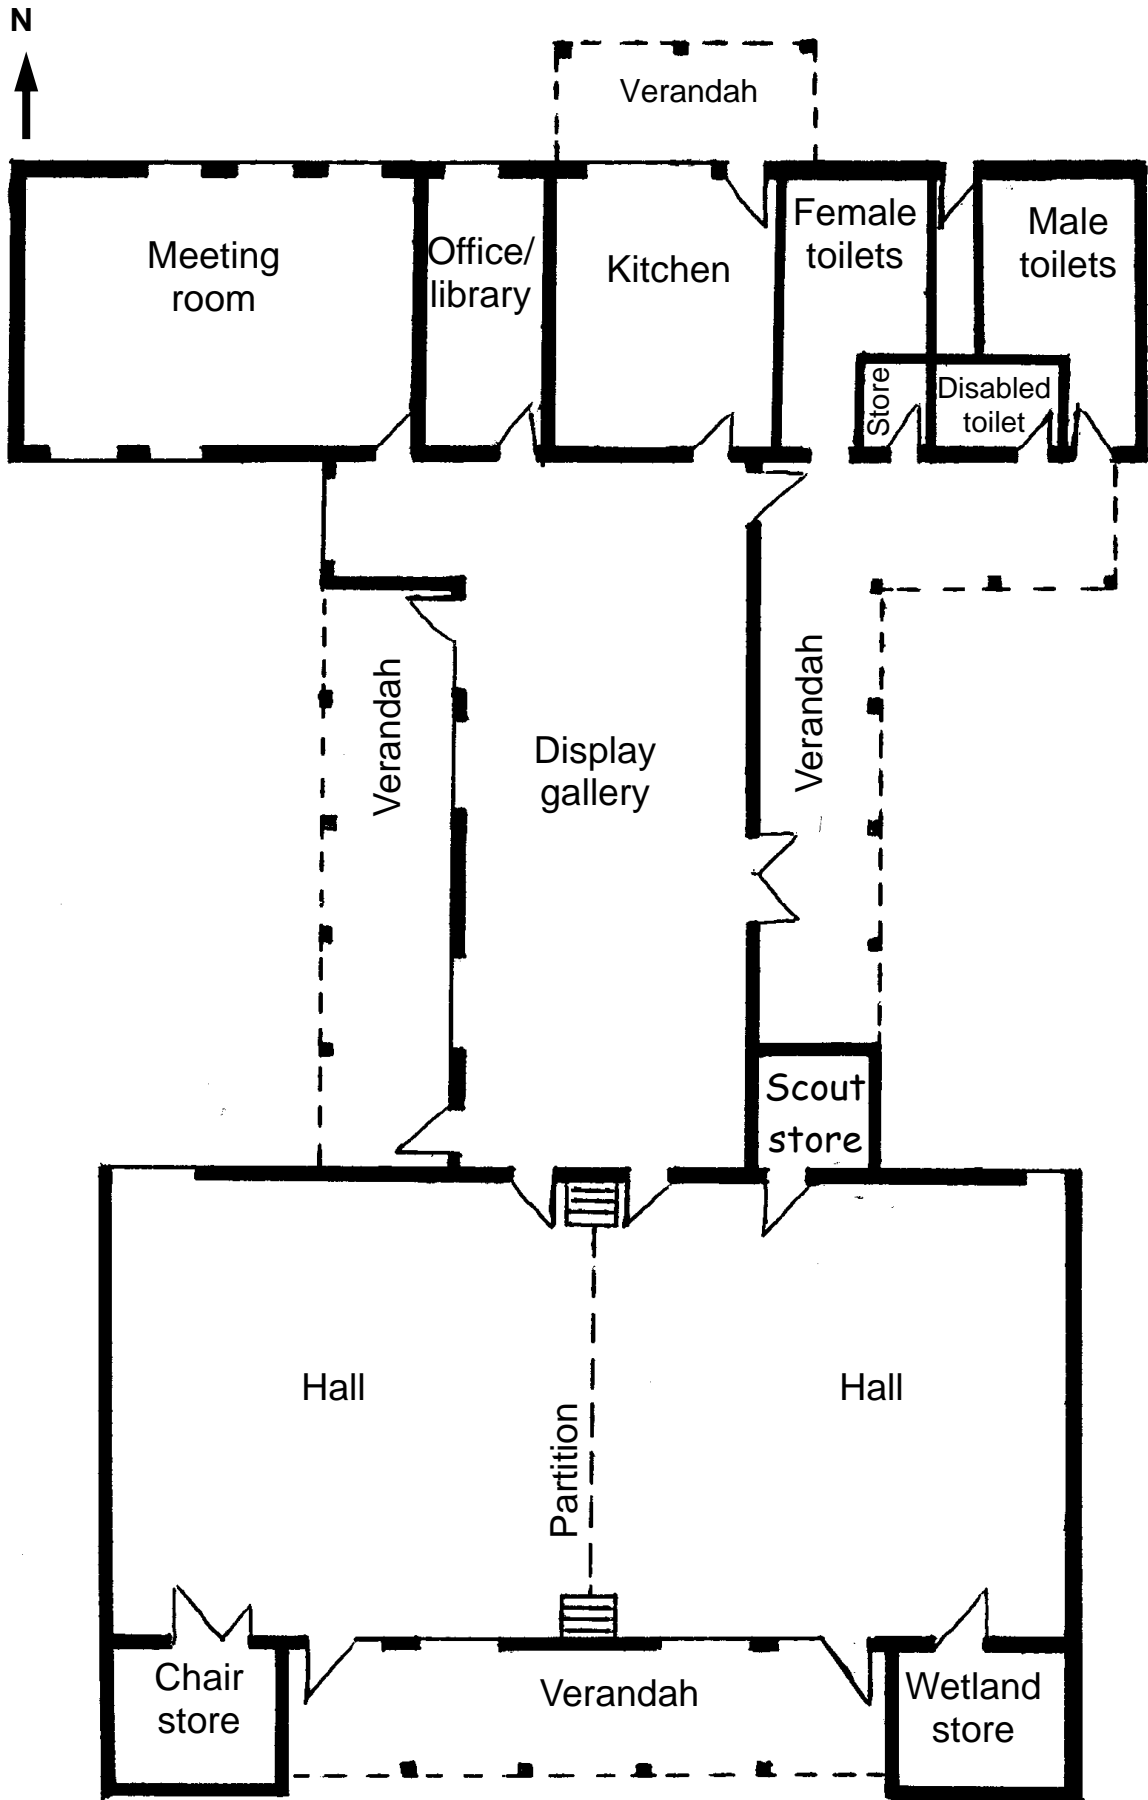 N
Verandah
Meeting
room
Office/
library
Kitchen
Female
toilets
Male
toilets
Store
Disabled
toilet
Verandah
Display
gallery
Verandah
Scout
store
Hall
Partition
Hall
Chair
store
Verandah
Wetland
store